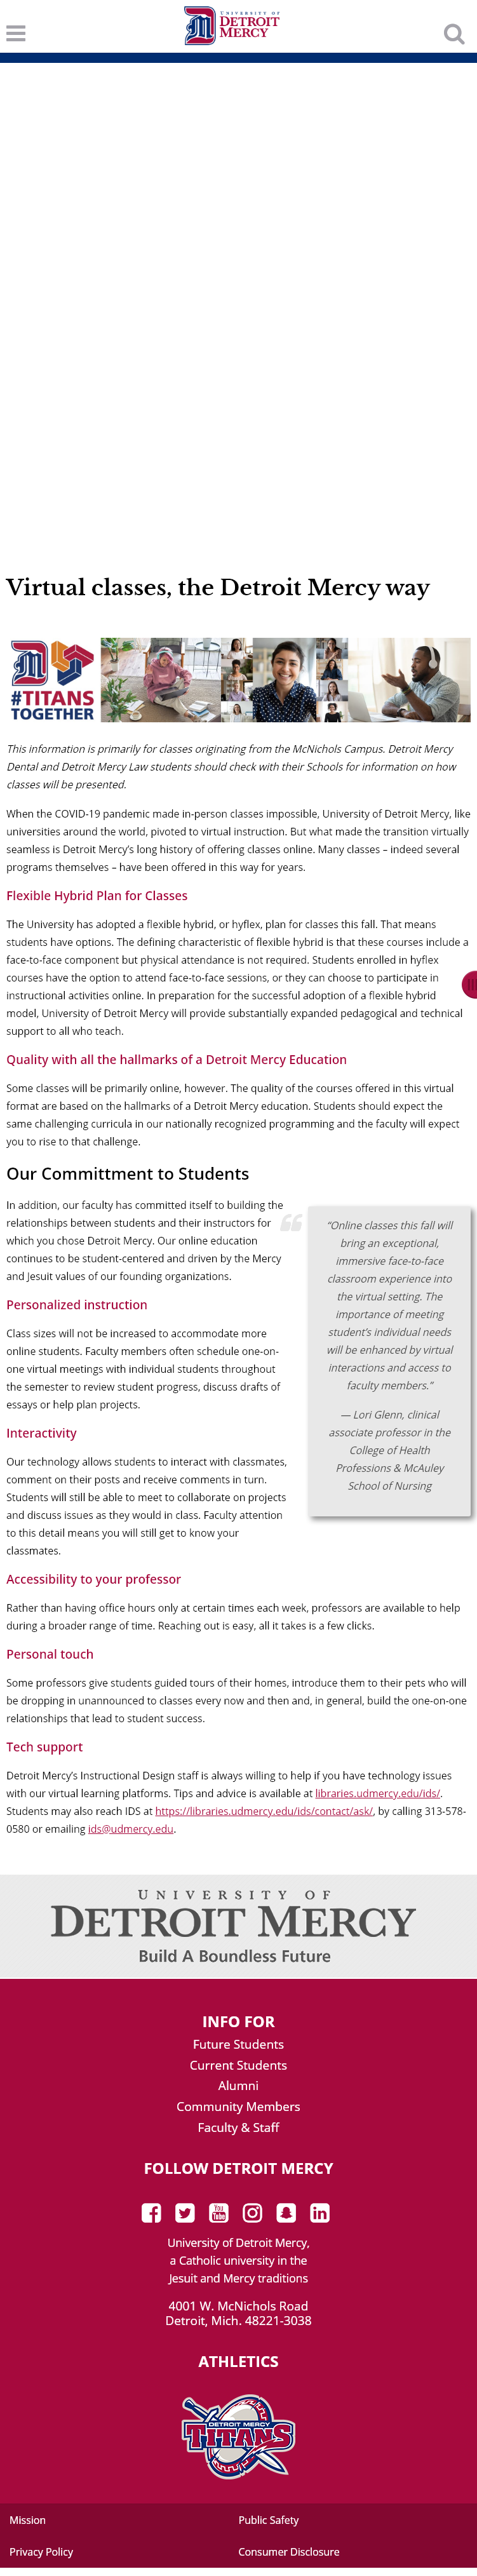 UNIVERSITY OF
DETROIT
MERCY
Virtual classes, the Detroit Mercy way
#TITANS
TOGETHER
This information is primarily for classes originating from the McNichols Campus. Detroit Mercy
Dental and Detroit Mercy Law students should check with their Schools for information on how
classes will be presented.
When the COVID-19 pandemic made in-person classes impossible, University of Detroit Mercy, like
universities around the world, pivoted to virtual instruction. But what made the transition virtually
seamless is Detroit Mercy's long history of offering classes online. Many classes – indeed several
programs themselves – have been offered in this way for years.
Flexible Hybrid Plan for Classes
The University has adopted a flexible hybrid, or hyflex, plan for classes this fall. That means
students have options. The defining characteristic of flexible hybrid is that these courses include a
face-to-face component but physical attendance is not required. Students enrolled in hyflex
courses have the option to attend face-to-face sessions, or they can choose to participate in
instructional activities online. In preparation for the successful adoption of a flexible hybrid
model, University of Detroit Mercy will provide substantially expanded pedagogical and technical
support to all who teach.
Quality with all the hallmarks of a Detroit Mercy Education
Some classes will be primarily online, however. The quality of the courses offered in this virtual
format are based on the hallmarks of a Detroit Mercy education. Students should expect the
same challenging curricula in our nationally recognized programming and the faculty will expect
you to rise to that challenge.
Our Committment to Students
In addition, our faculty has committed itself to building the
relationships between students and their instructors for
which you chose Detroit Mercy. Our online education
continues to be student-centered and driven by the Mercy
and Jesuit values of our founding organizations.
“Online classes this fall will
bring an exceptional,
immersive face-to-face
classroom experience into
the virtual setting. The
importance of meeting
student's individual needs
will be enhanced by virtual
interactions and access to
faculty members.”
— Lori Glenn, clinical
associate professor in the
College of Health
Professions & McAuley
School of Nursing
Personalized instruction
Class sizes will not be increased to accommodate more
online students. Faculty members often schedule one-on-
one virtual meetings with individual students throughout
the semester to review student progress, discuss drafts of
essays or help plan projects.
Interactivity
Our technology allows students to interact with classmates,
comment on their posts and receive comments in turn.
Students will still be able to meet to collaborate on projects
and discuss issues as they would in class. Faculty attention
to this detail means you will still get to know your
classmates.
Accessibility to your professor
Rather than having office hours only at certain times each week, professors are available to help
during a broader range of time. Reaching out is easy, all it takes is a few clicks.
Personal touch
Some professors give students guided tours of their homes, introduce them to their pets who will
be dropping in unannounced to classes every now and then and, in general, build the one-on-one
relationships that lead to student success.
Tech support
Detroit Mercy's Instructional Design staff is always willing to help if you have technology issues
with our virtual learning platforms. Tips and advice is available at libraries.udmercy.edu/ids/.
Students may also reach IDS at https://libraries.udmercy.edu/ids/contact/ask/, by calling 313-578-
0580 or emailing ids@udmercy.edu.
UNIVERSITY OF
DETROIT MERCY
Build A Boundless Future
INFO FOR
Future Students
Current Students
Alumni
Community Members
Faculty & Staff
FOLLOW DETROIT MERCY
You
Tube
University of Detroit Mercy,
a Catholic university in the
Jesuit and Mercy traditions
4001 W. McNichols Road
Detroit, Mich. 48221-3038
ATHLETICS
DETROIT MERCY
TITANS
Mission
Public Safety
Privacy Policy
Consumer Disclosure